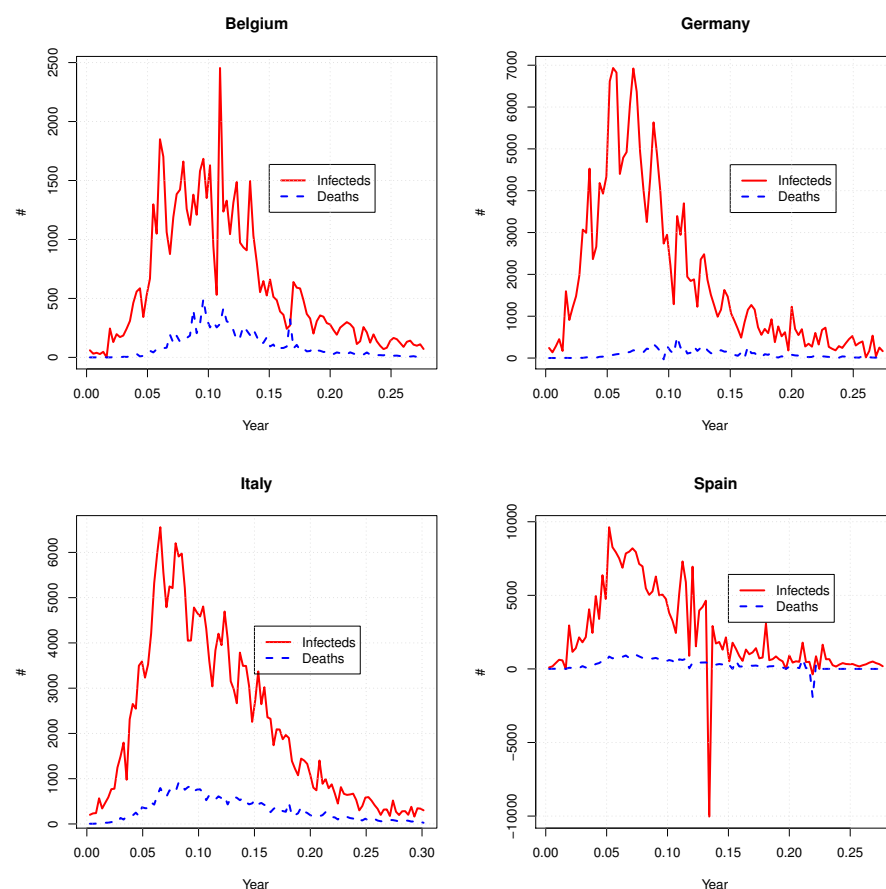 Belgium
#
2500
2000
1500
1000
500
0
Infecteds
Deaths
0.00 0.05 0.10 0.15 0.20 0.25
Year
Germany
#
7000
6000
5000
4000
3000
2000
1000
0
Infecteds
Deaths
0.00 0.05 0.10 0.15 0.20 0.25
Year
Italy
#
6000
5000
4000
3000
2000
1000
0
Infecteds
Deaths
0.00 0.05 0.10 0.15 0.20 0.25 0.30
Year
Spain
#
10000
5000
0
−5000
−10000
Infecteds
Deaths
0.00 0.05 0.10 0.15 0.20 0.25
Year